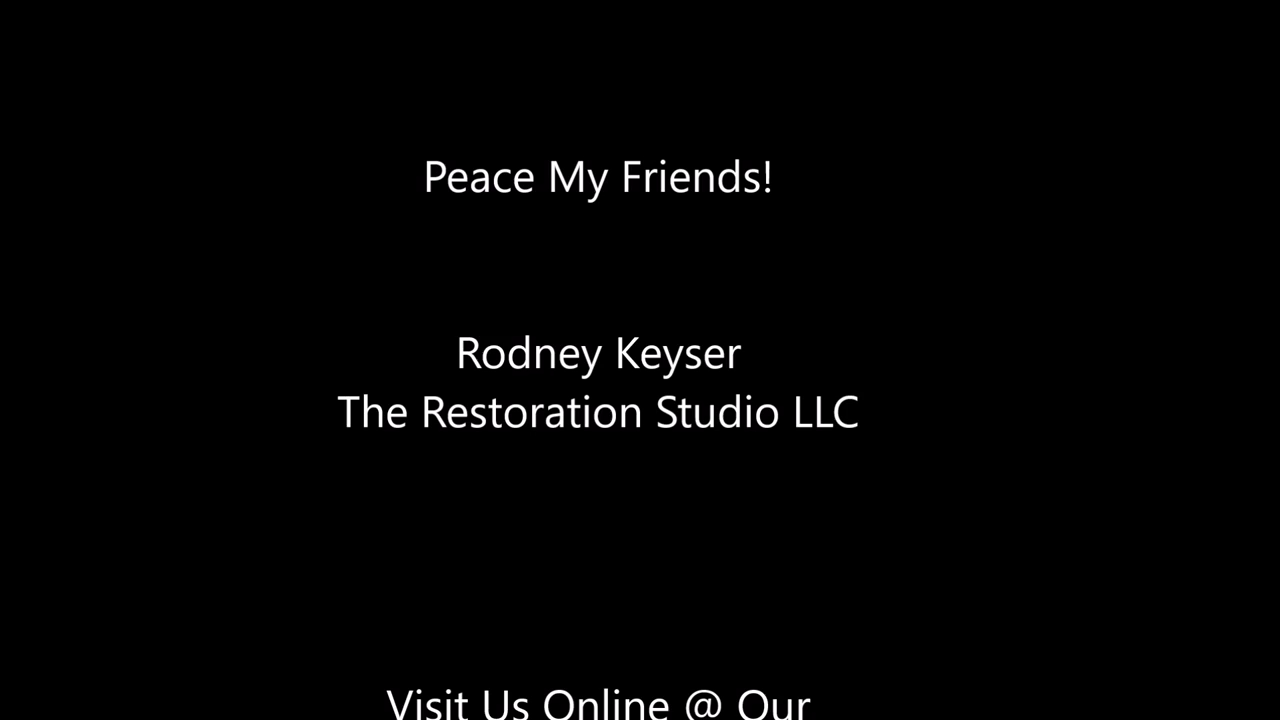 Peace My Friends!
Rodney Keyser
The Restoration Studio LLC
Visit Us Online @ Our